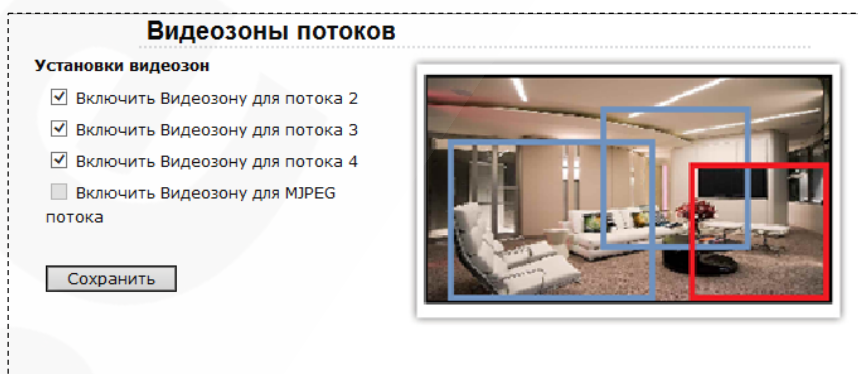 Видеозоны потоков
Установки видеозон
Включить Видеозону для потока 2
Включить Видеозону для потока 3
Включить Видеозону для потока 4
Включить Видеозону для MJPEG
потока
Сохранить